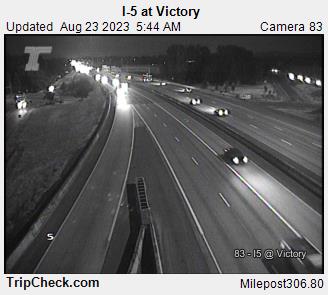 I-5 at Victory
Updated Aug 23 2023 5:44 AM Camera 83
T
S
83 - I5 @ Victory
TripCheck.com Milepost306.80